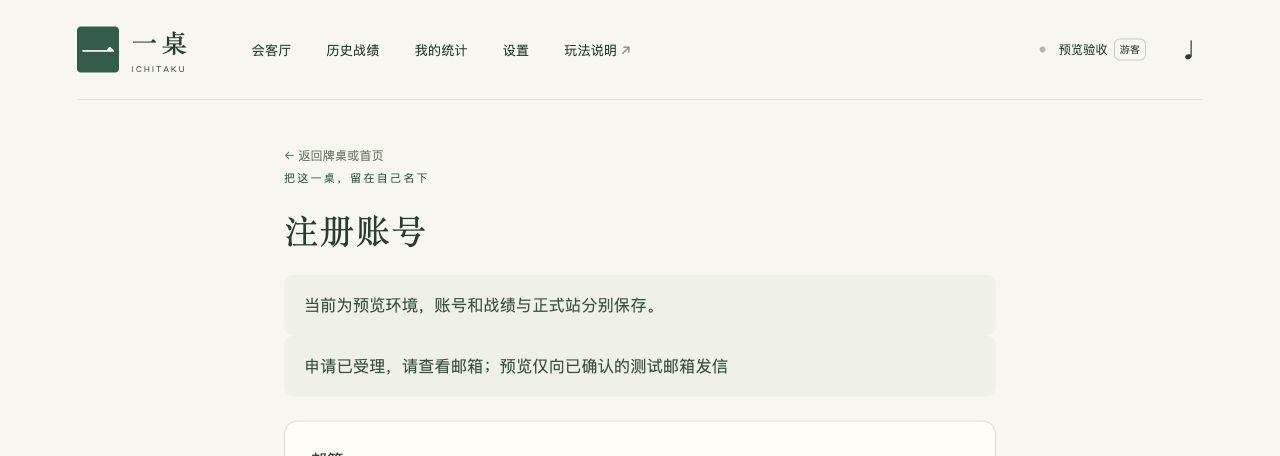 一 一桌
ICHITAKU
会客厅 历史战绩 我的统计 设置 玩法说明 ↗
预览验收 游客
← 返回牌桌或首页
把这一桌，留在自己名下
注册账号
当前为预览环境，账号和战绩与正式站分别保存。
申请已受理，请查看邮箱；预览仅向已确认的测试邮箱发信